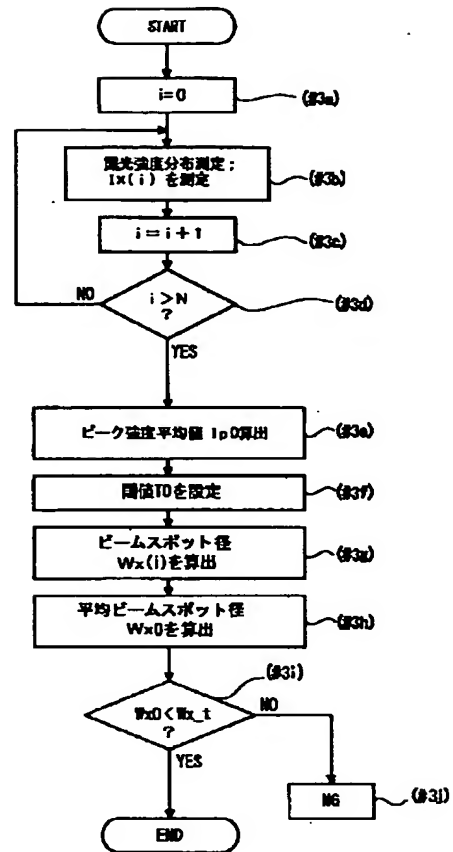 START
i=0
(#3a)
露光強度分布測定；
Ix(i)を測定
(#3b)
i=i+1
(#3c)
i>N
?
(#3d)
NO
YES
ピーク強度平均値 Ip0算出
(#3e)
閾値T0を設定
(#3f)
ビームスポット径
Wx(i)を算出
(#3g)
平均ビームスポット径
Wx0を算出
(#3h)
(#3i)
Wx0<Wx_t
?
NO
YES
NG
(#3j)
END